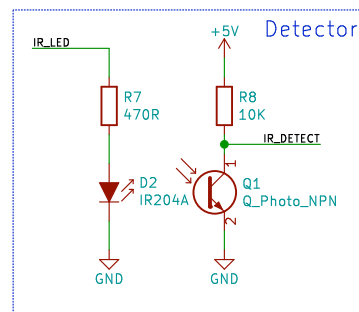 Detector
IR_LED
+5V
R7
470R
R8
10K
IR_DETECT
1
D2
IR204A
Q1
Q_Photo_NPN
2
GND
GND